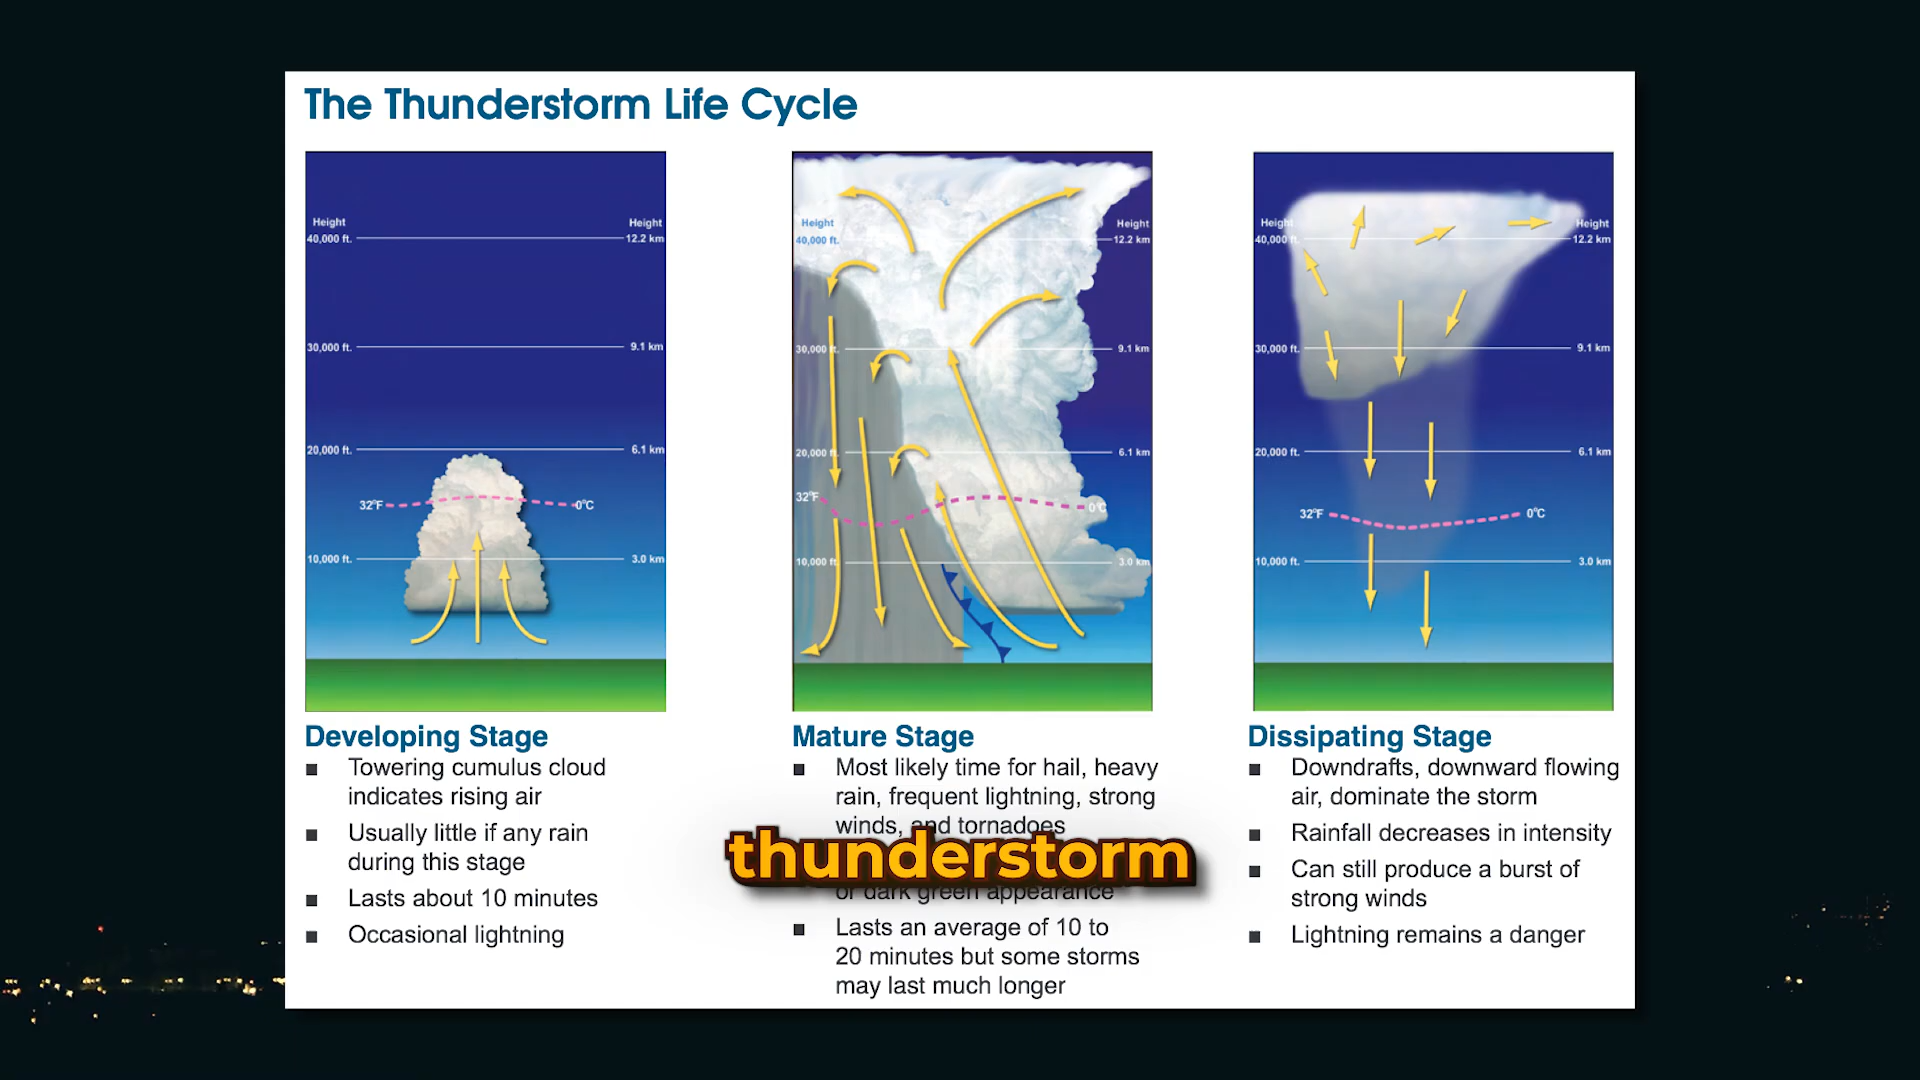 The Thunderstorm Life Cycle
Height
Height
40,000 ft.
12.2 km
30,000 ft.
9.1 km
20,000 ft.
6.1 km
32°F
0°C
10,000 ft.
3.0 km
Height
Height
40,000 ft.
12.2 km
30,000 ft.
9.1 km
20,000 ft.
6.1 km
32°F
0°C
10,000 ft.
3.0 km
Height
Height
40,000 ft.
12.2 km
30,000 ft.
9.1 km
20,000 ft.
6.1 km
32°F
0°C
10,000 ft.
3.0 km
Developing Stage
Towering cumulus cloud
indicates rising air
Usually little if any rain
during this stage
Lasts about 10 minutes
Occasional lightning
Mature Stage
Most likely time for hail, heavy
rain, frequent lightning, strong
winds, and tornadoes
thunderstorm
or dark green appearance
Lasts an average of 10 to
20 minutes but some storms
may last much longer
Dissipating Stage
Downdrafts, downward flowing
air, dominate the storm
Rainfall decreases in intensity
Can still produce a burst of
strong winds
Lightning remains a danger